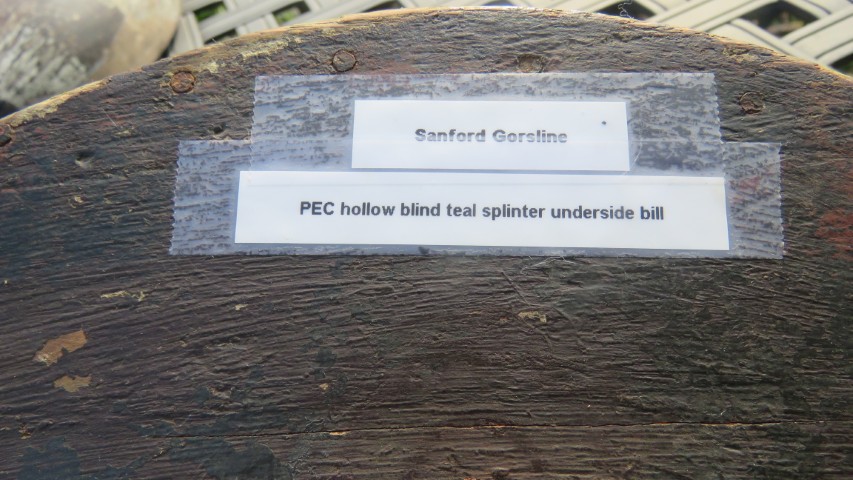 Sanford Gorsline
PEC hollow blind teal splinter underside bill